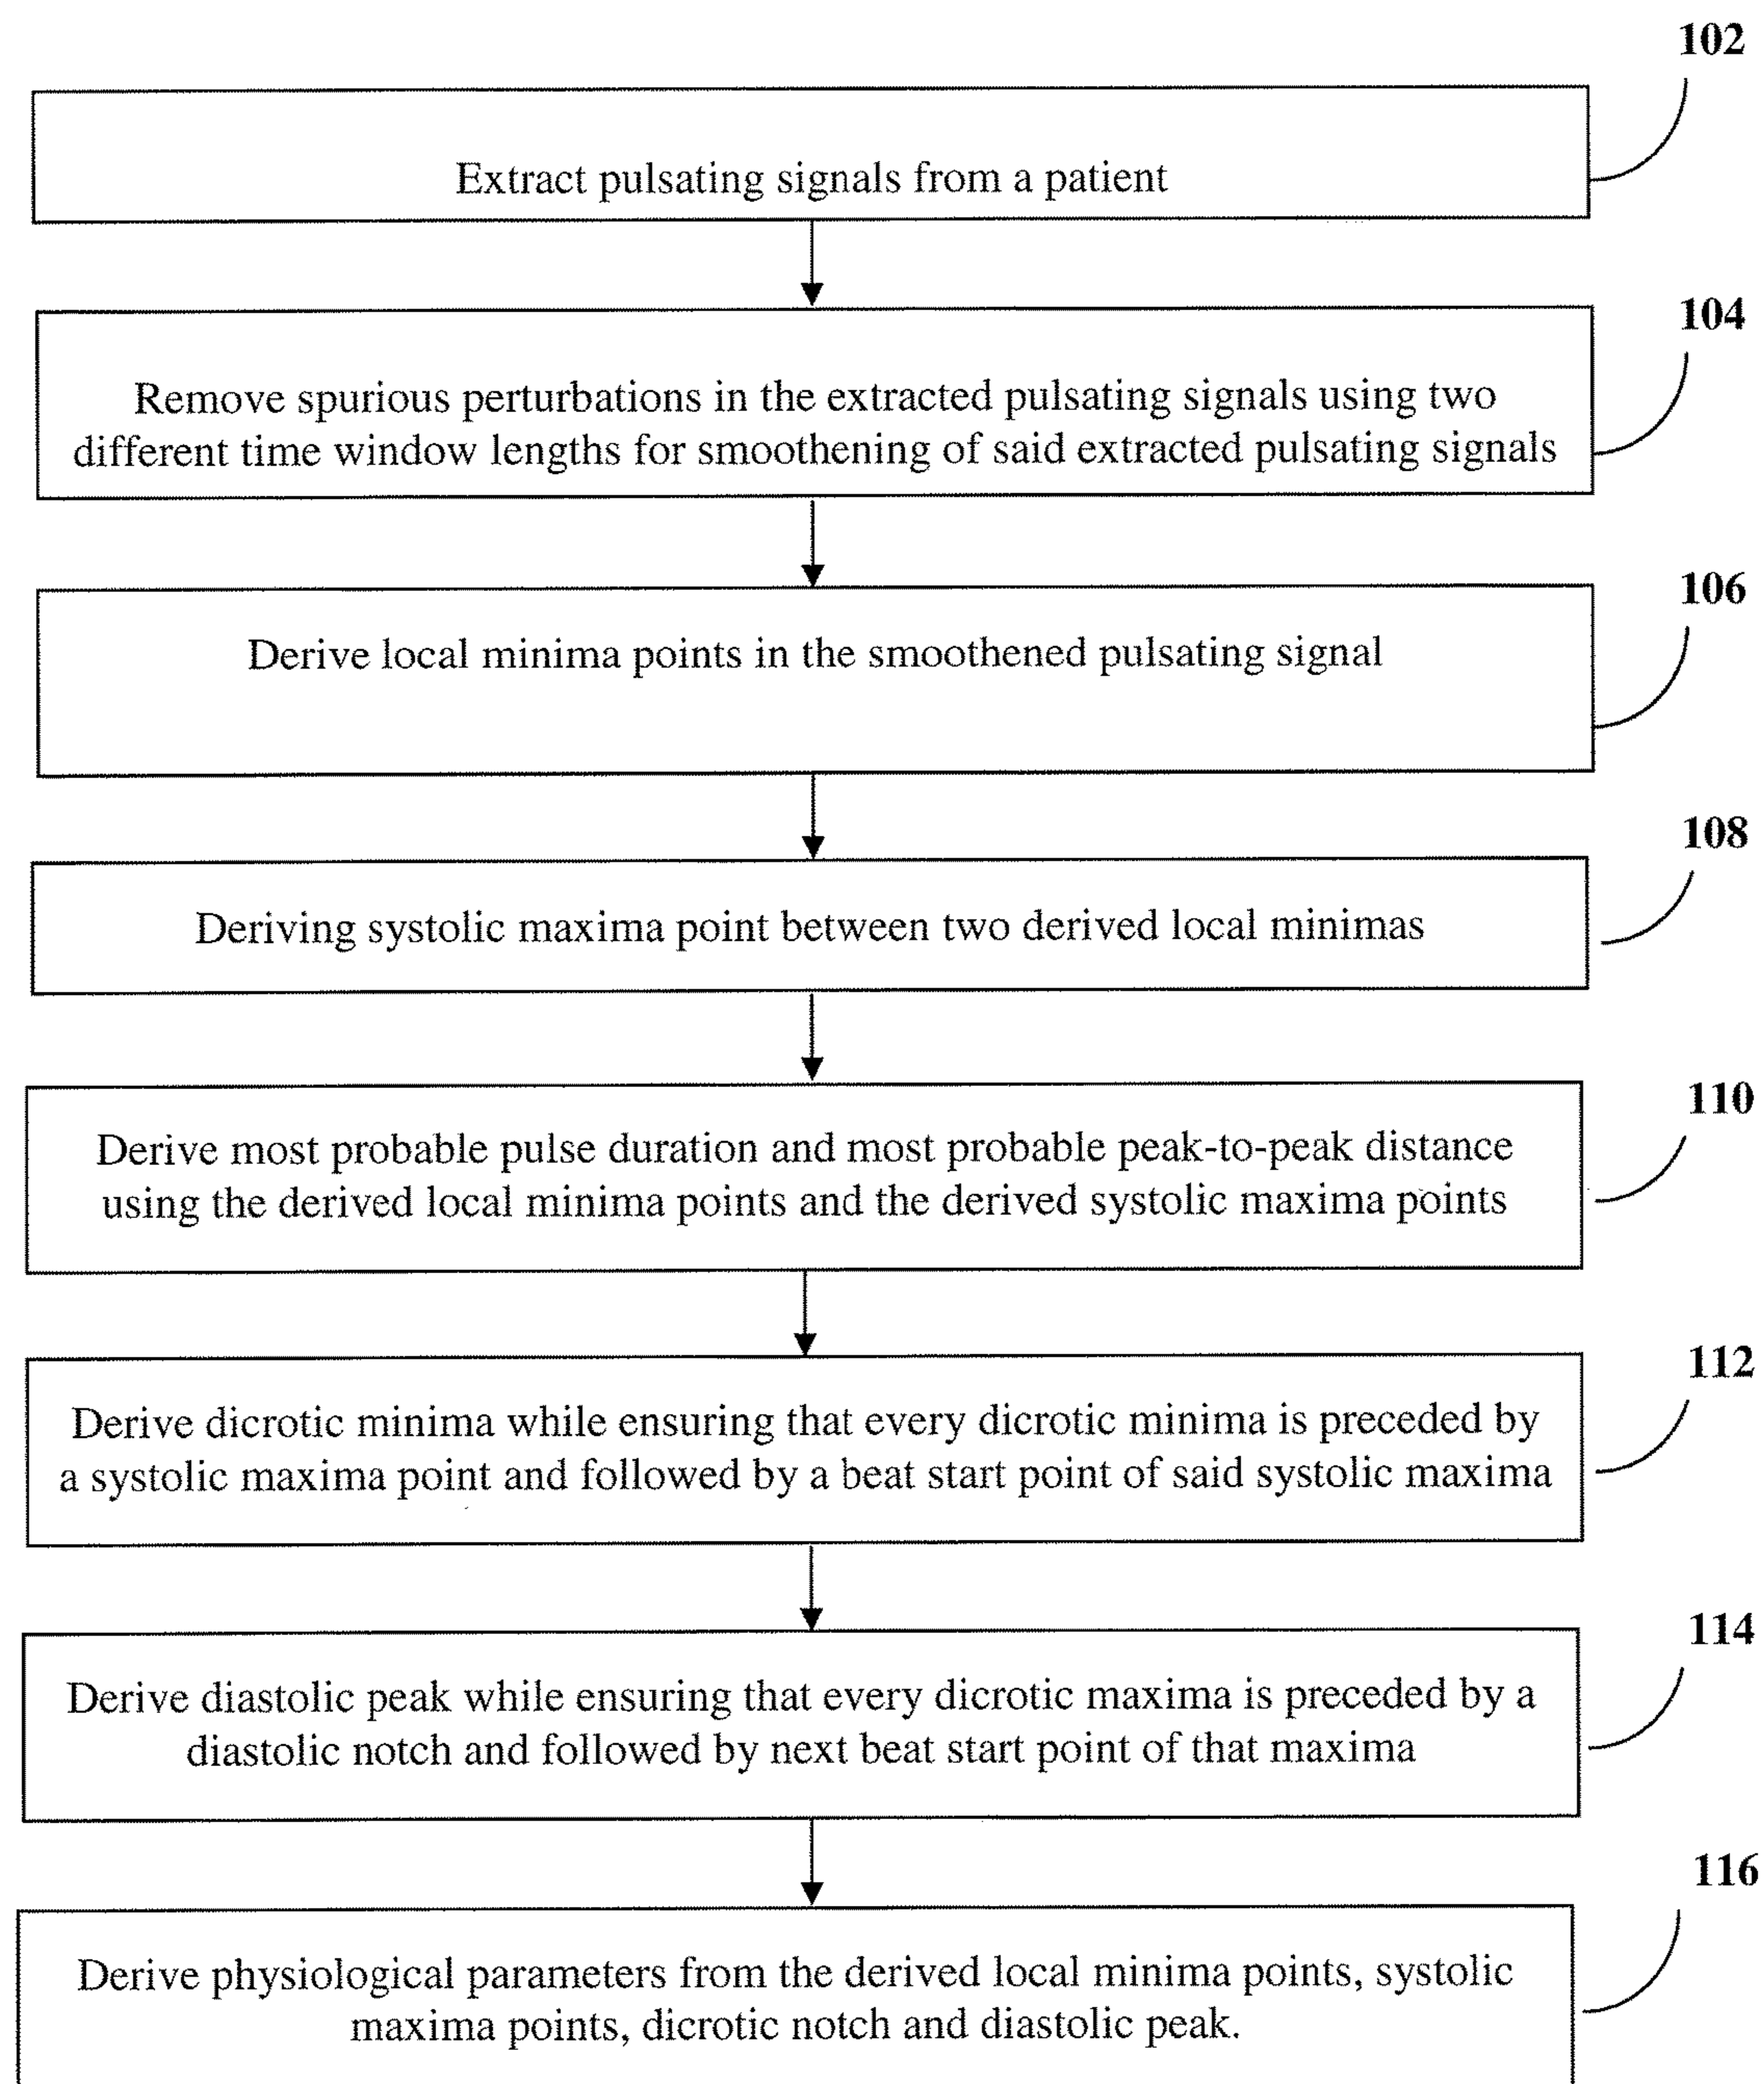 102
Extract pulsating signals from a patient
104
Remove spurious perturbations in the extracted pulsating signals using two
different time window lengths for smoothening of said extracted pulsating signals
106
Derive local minima points in the smoothened pulsating signal
108
Deriving systolic maxima point between two derived local minimas
110
Derive most probable pulse duration and most probable peak-to-peak distance
using the derived local minima points and the derived systolic maxima points
112
Derive dicrotic minima while ensuring that every dicrotic minima is preceded by
a systolic maxima point and followed by a beat start point of said systolic maxima
114
Derive diastolic peak while ensuring that every dicrotic maxima is preceded by a
diastolic notch and followed by next beat start point of that maxima
116
Derive physiological parameters from the derived local minima points, systolic
maxima points, dicrotic notch and diastolic peak.